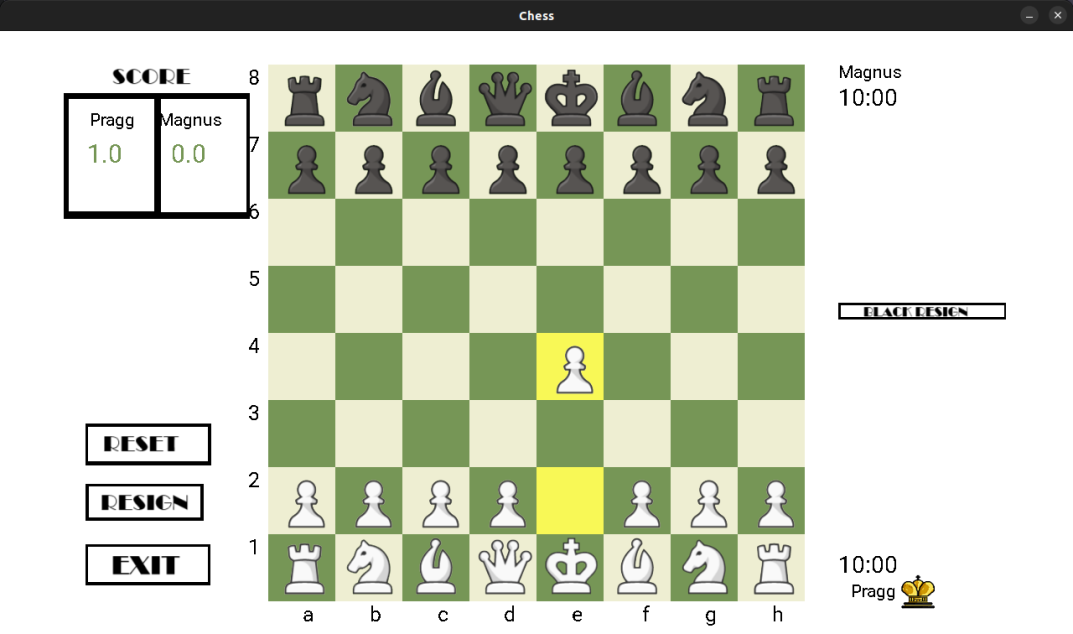 Chess
SCORE
Pragg Magnus
1.0 0.0
RESET
RESIGN
EXIT
8
7
6
5
4
3
2
1
a b c d e f g h
Magnus
10:00
BLACK RESIGN
10:00
Pragg